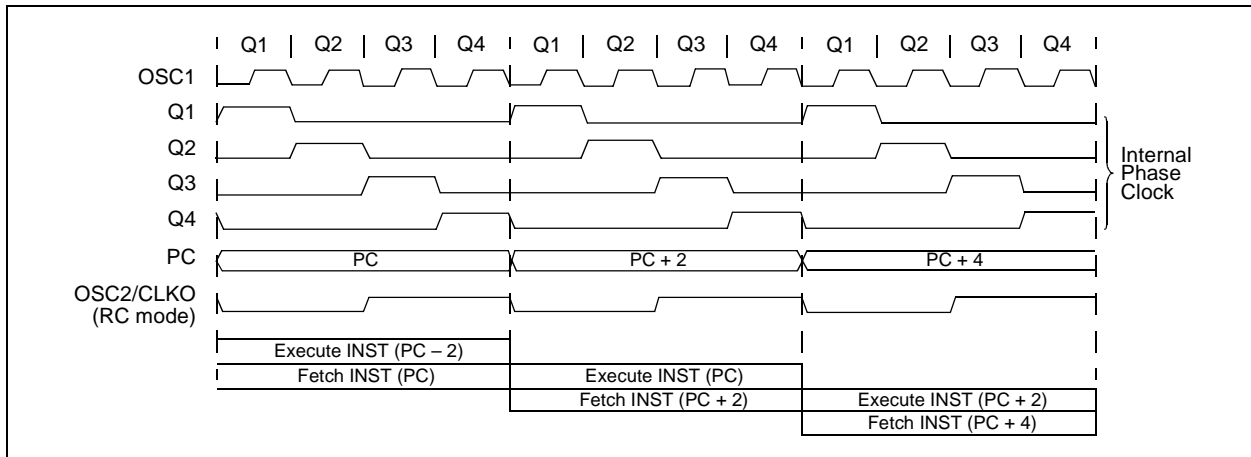 Q1 Q2 Q3 Q4 Q1 Q2 Q3 Q4 Q1 Q2 Q3 Q4
OSC1
Q1
Q2
Q3
Q4
Internal
Phase
Clock
PC
PC
PC + 2
PC + 4
OSC2/CLKO
(RC mode)
Execute INST (PC – 2)
Fetch INST (PC)
Execute INST (PC)
Fetch INST (PC + 2)
Execute INST (PC + 2)
Fetch INST (PC + 4)